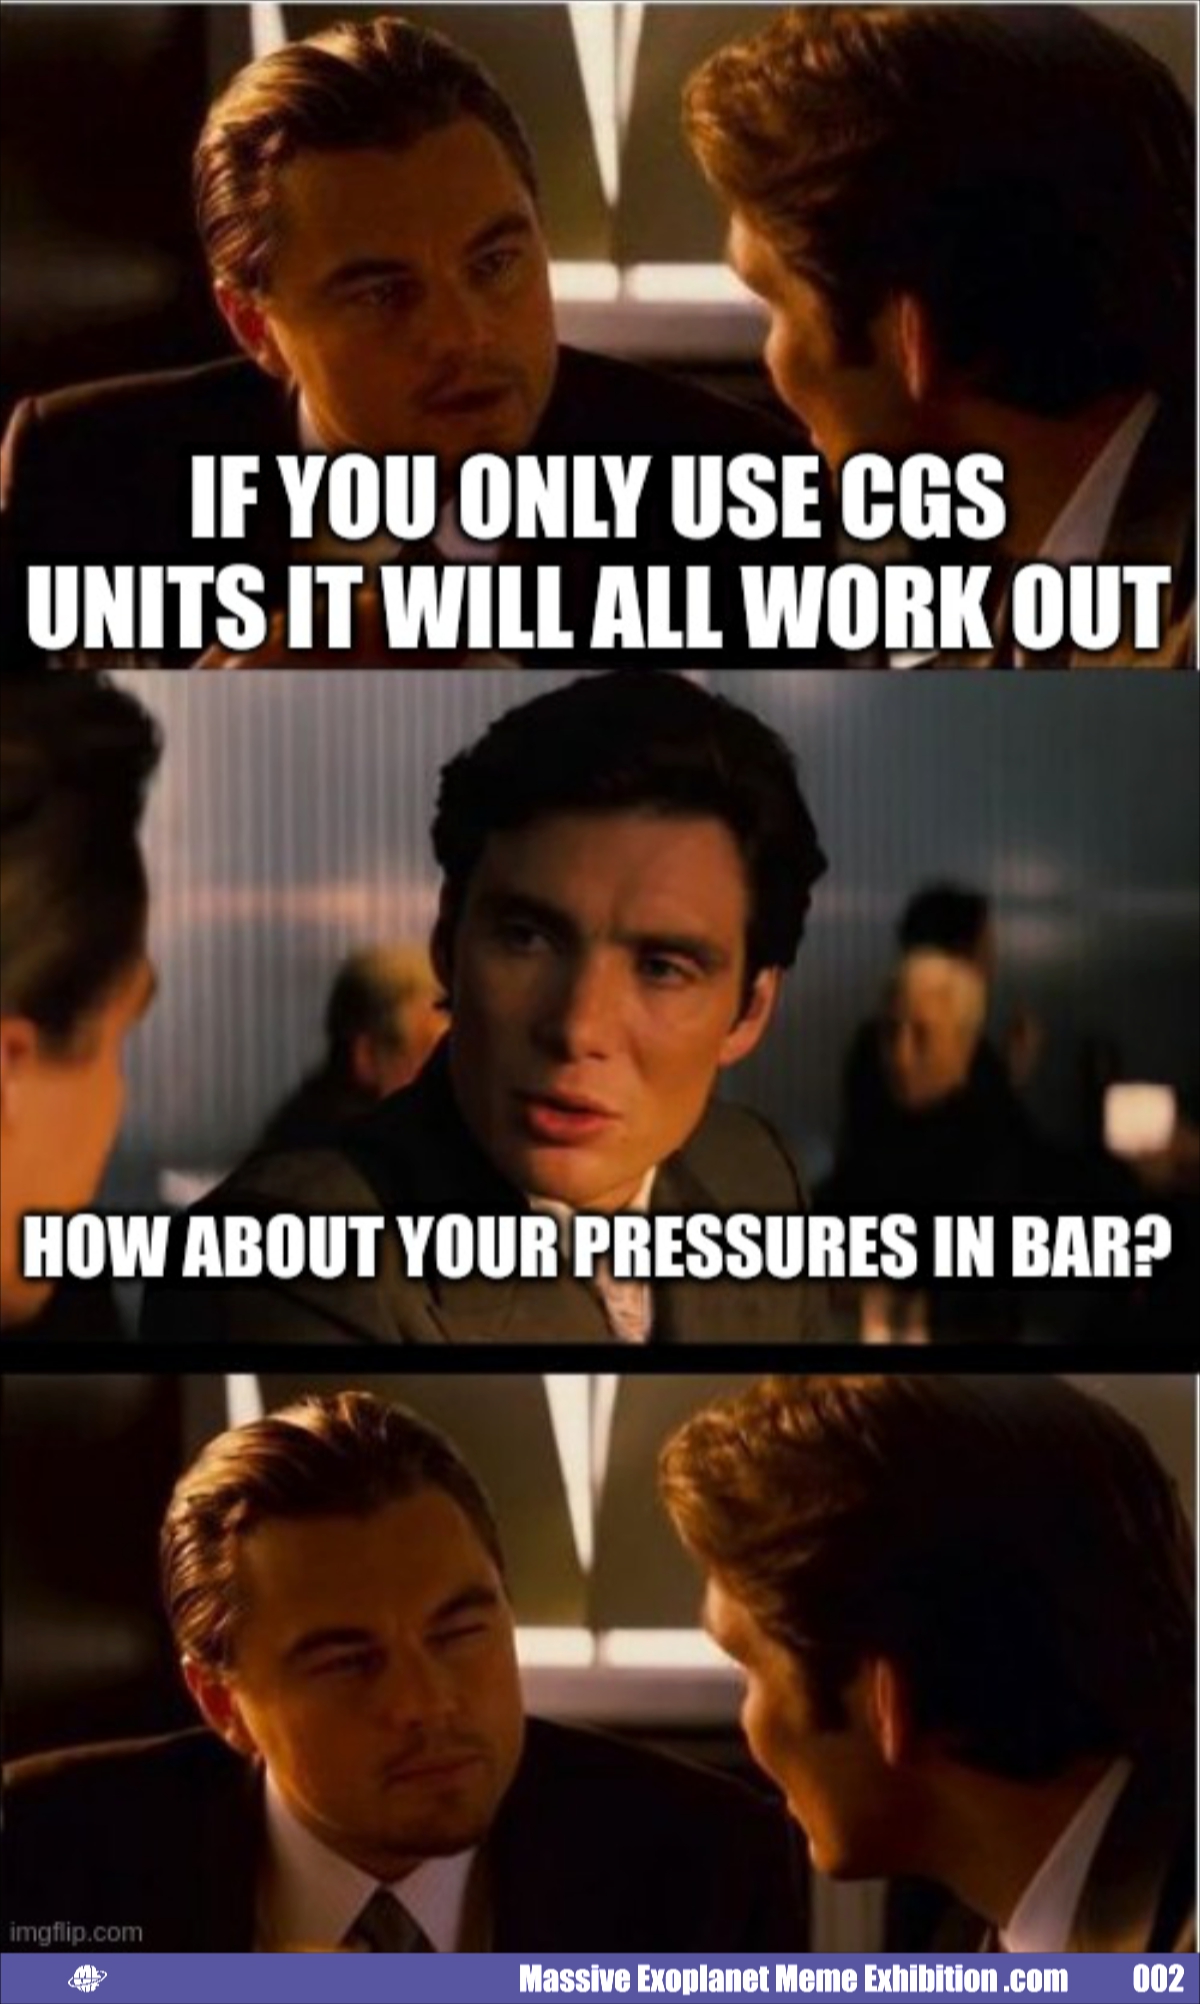 IF YOU ONLY USE CGS
UNITS IT WILL ALL WORK OUT
HOW ABOUT YOUR PRESSURES IN BAR?
imgflip.com
Massive Exoplanet Meme Exhibition .com 002